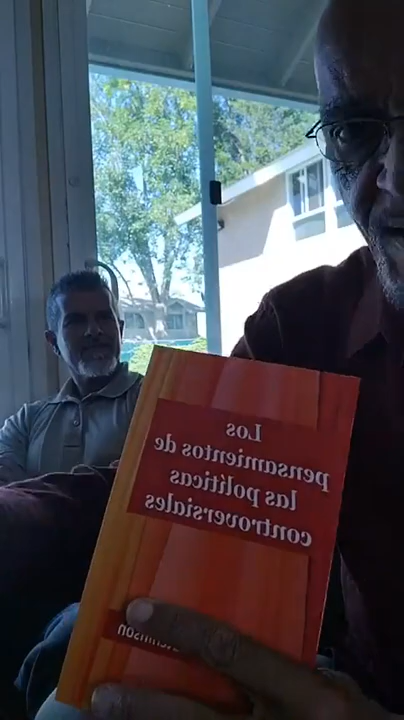 Los
pensamientos de
las políticas
controversiales